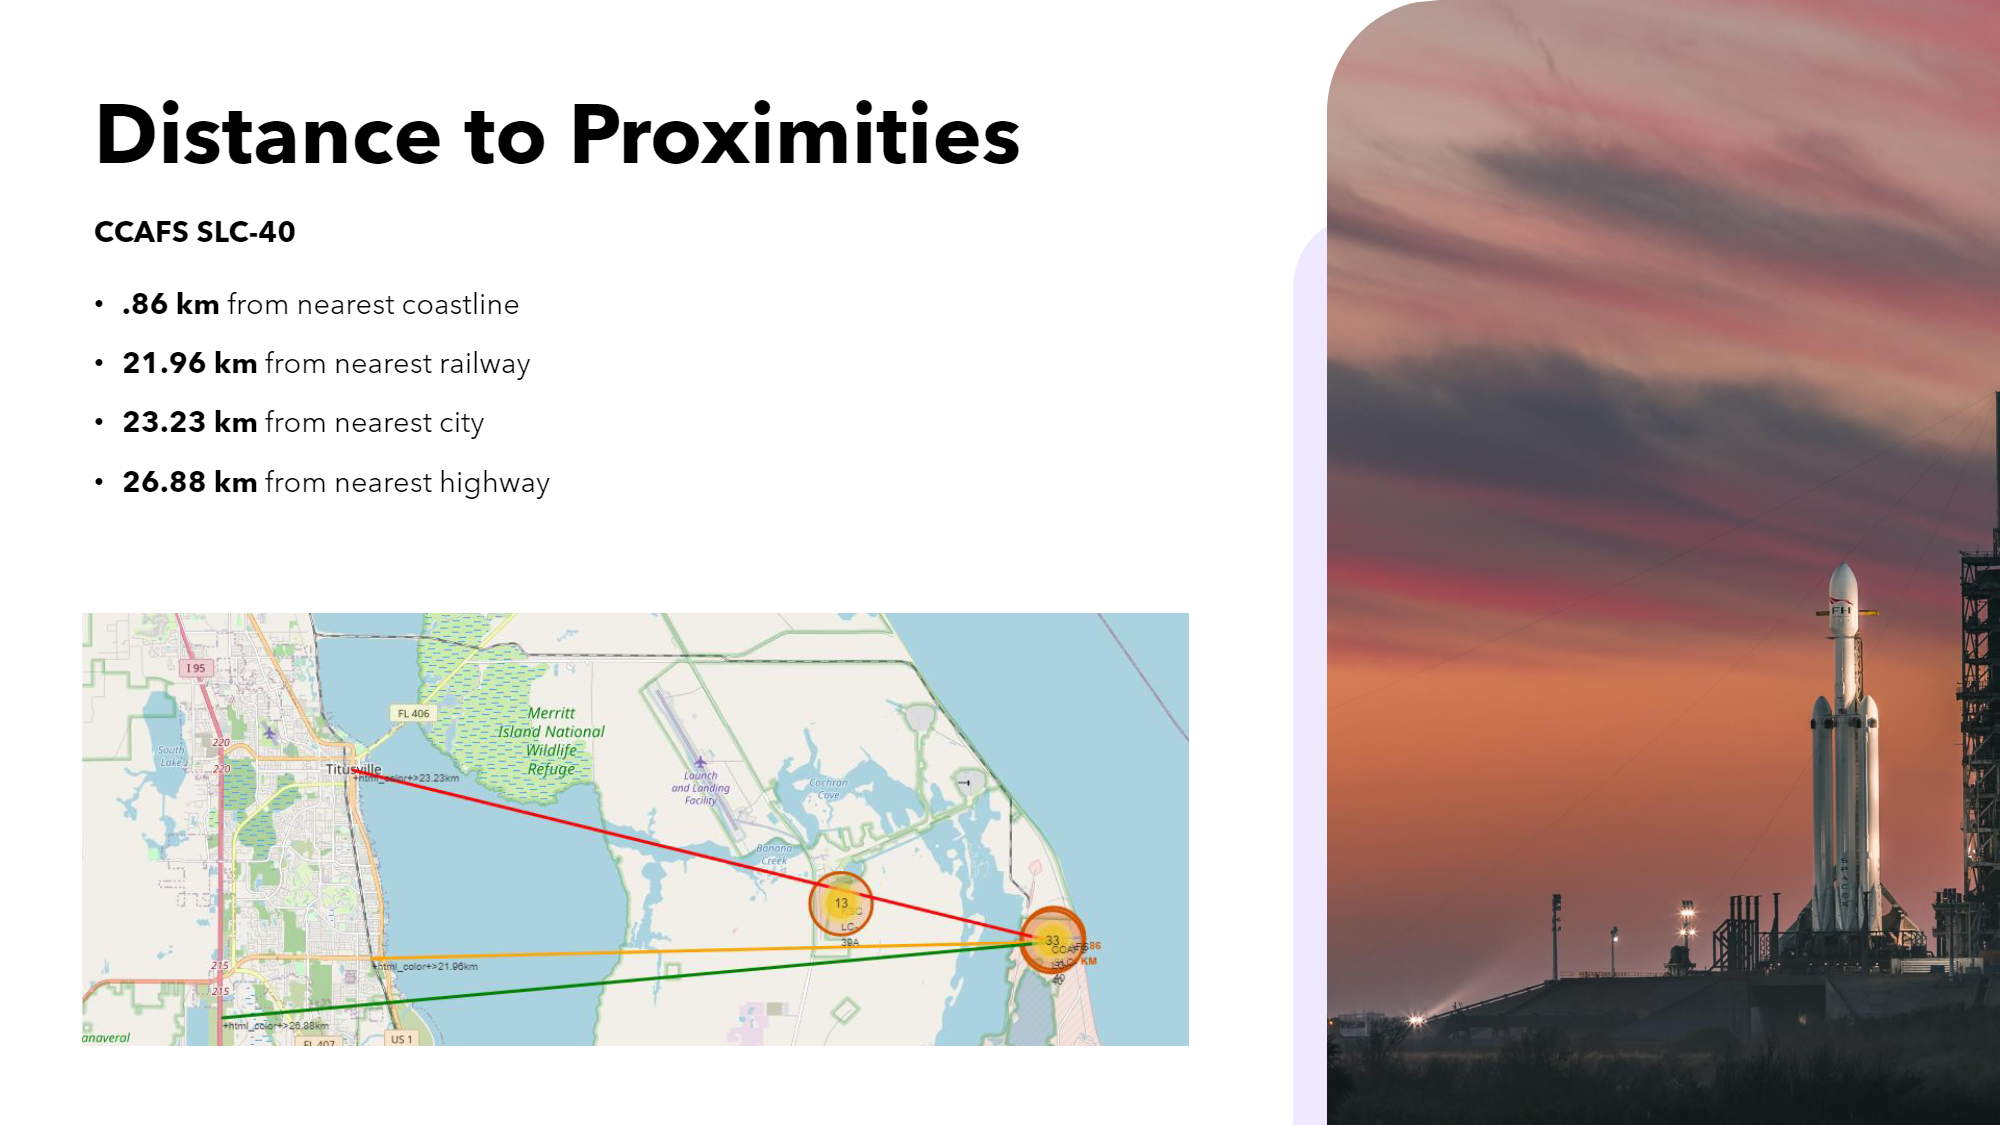 Distance to Proximities
CCAFS SLC-40
• .86 km from nearest coastline
• 21.96 km from nearest railway
• 23.23 km from nearest city
• 26.88 km from nearest highway
I 95
FL 406
Merritt
Island National
Wildlife
Refuge
220
South
Lake
220
Titusville
+html_color+>23.23km
Launch
and Landing
Facility
Cochran
Cove
Banana
Creek
13
LC-
39A
33
CCAFS
86
KM
40
215
+html_color+>21.96km
215
+html_color+>26.88km
anaveral
FL 407
US 1
FH